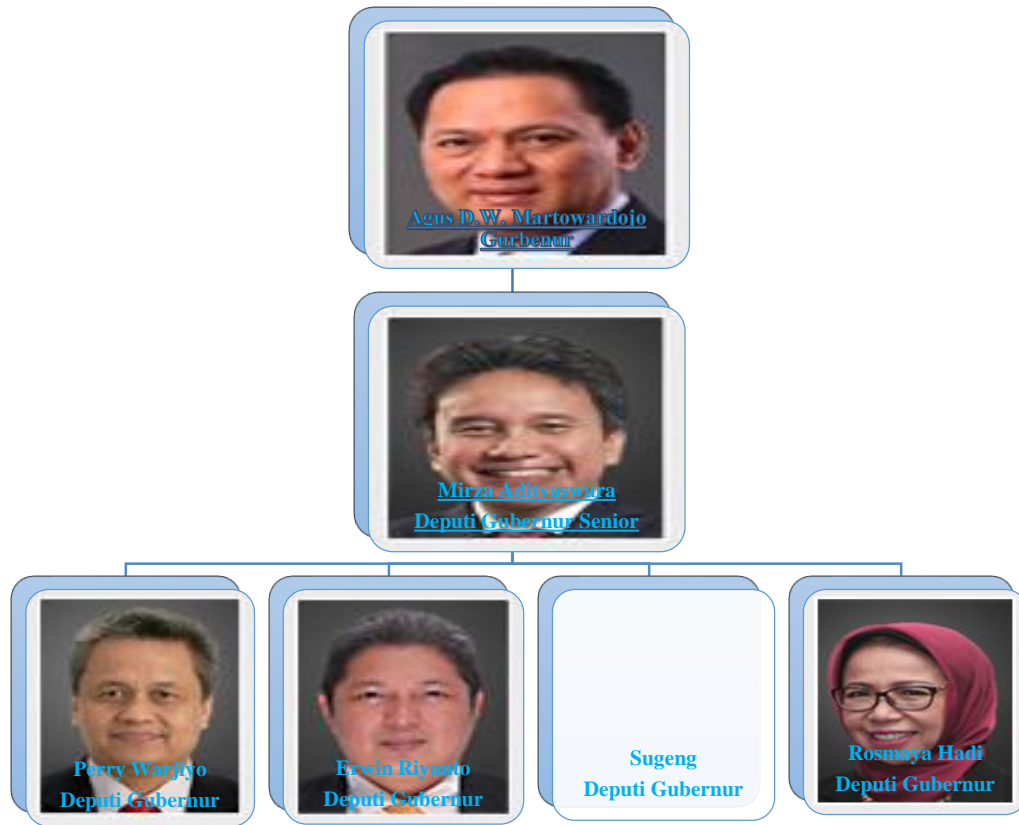 Agus D.W. Martowardojo
Gurbenur
Mirza Adityaswara
Deputi Gubernur Senior
Perry Warjiyo
Deputi Gubernur
Erwin Riyanto
Deputi Gubernur
Sugeng
Deputi Gubernur
Rosmaya Hadi
Deputi Gubernur